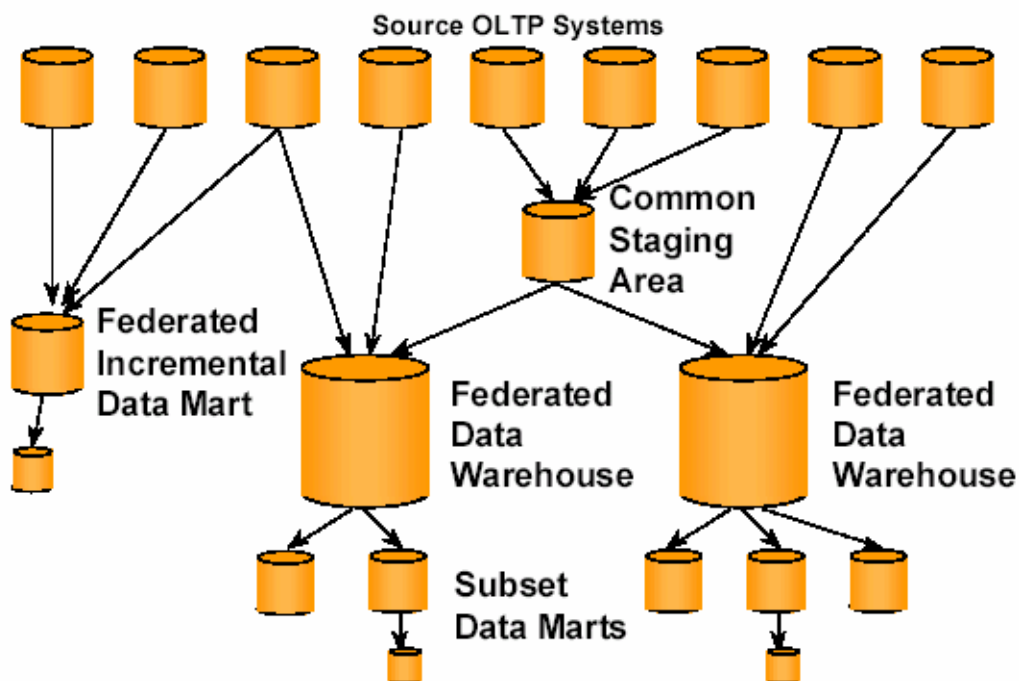 Source OLTP Systems
Common
Staging
Area
Federated
Incremental
Data Mart
Federated
Data
Warehouse
Federated
Data
Warehouse
Subset
Data Marts